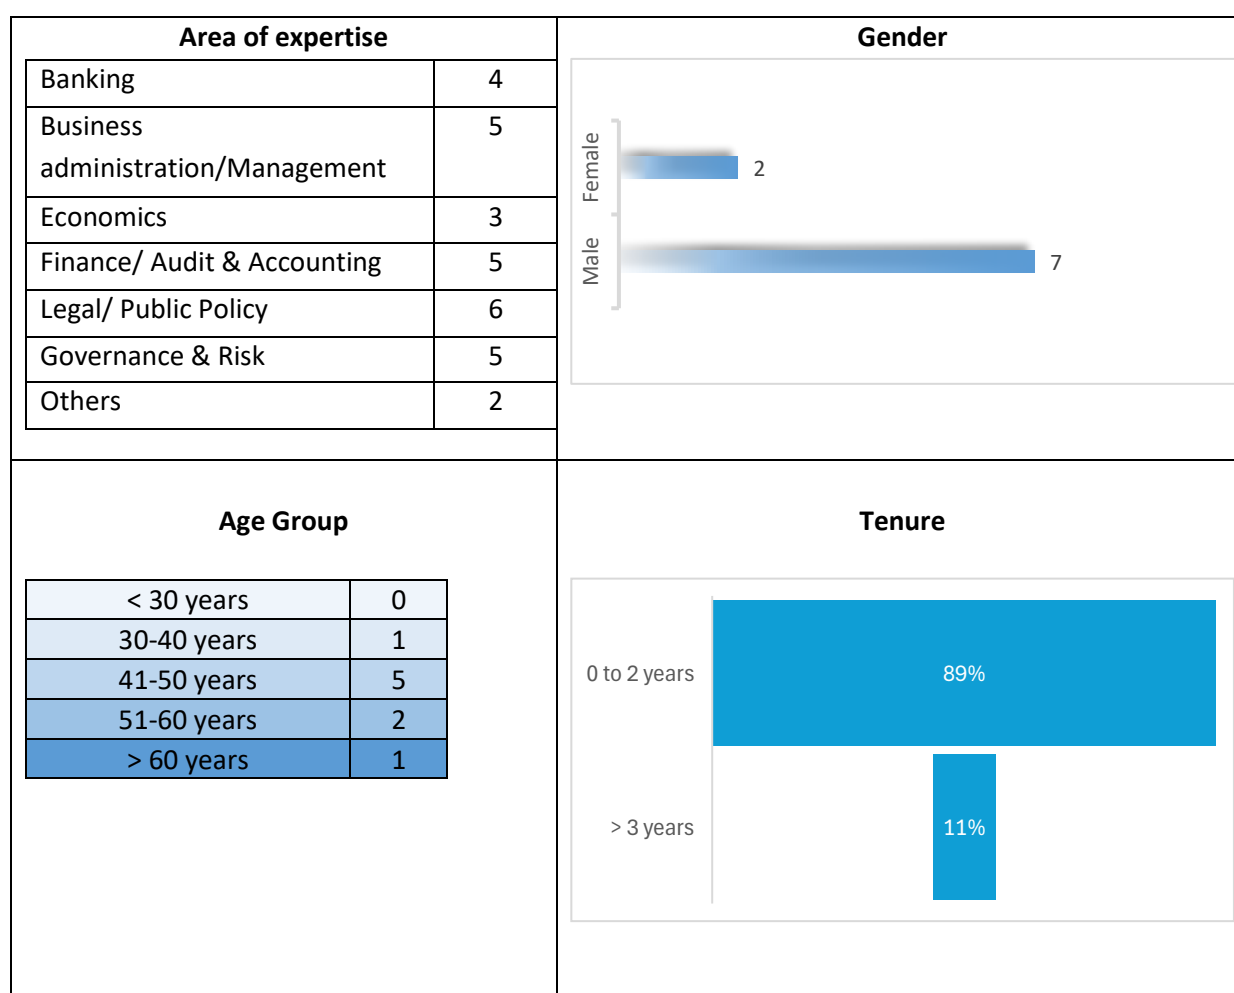 Area of expertise
Banking 4
Business 5
administration/Management
Economics 3
Finance/ Audit & Accounting 5
Legal/ Public Policy 6
Governance & Risk 5
Others 2
Gender
Female 2
Male 7
Age Group
< 30 years 0
30-40 years 1
41-50 years 5
51-60 years 2
> 60 years 1
Tenure
0 to 2 years 89%
> 3 years 11%